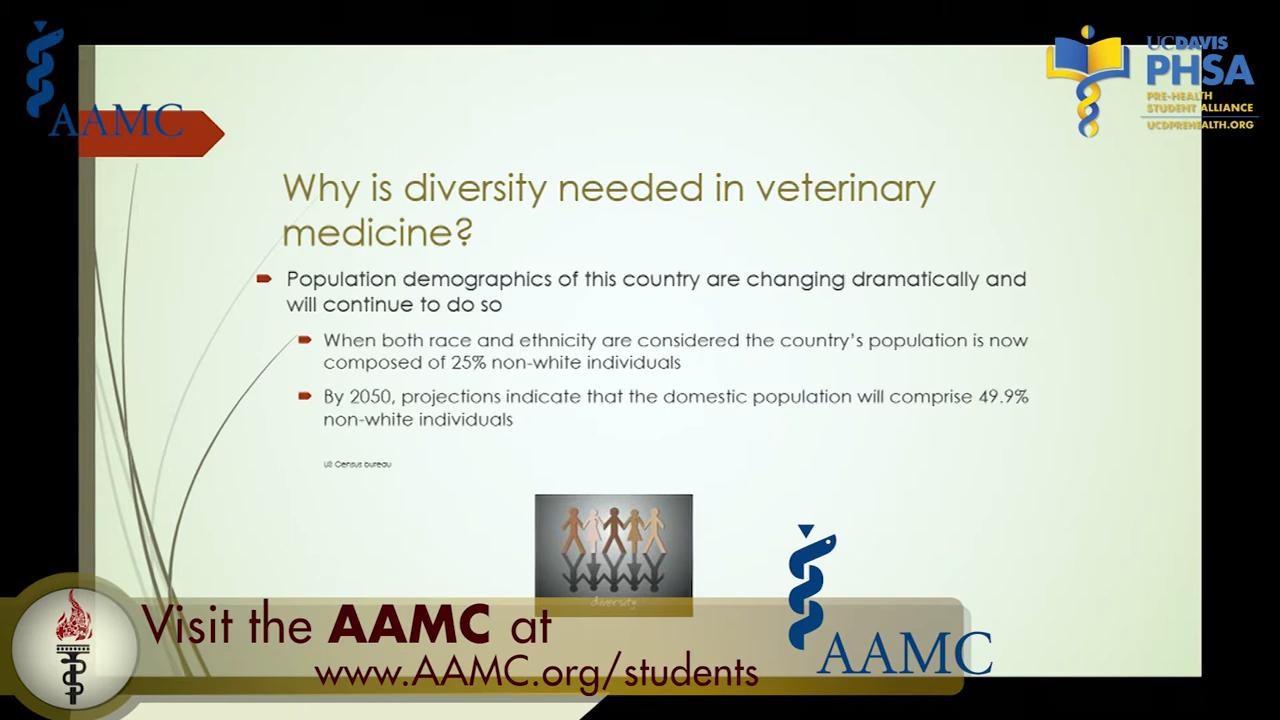 AAMC
UCDAVIS
PHSA
PRE-HEALTH
STUDENT ALLIANCE
UCDPREHEALTH.ORG
Why is diversity needed in veterinary
medicine?
Population demographics of this country are changing dramatically and
will continue to do so
When both race and ethnicity are considered the country's population is now
composed of 25% non-white individuals
By 2050, projections indicate that the domestic population will comprise 49.9%
non-white individuals
US Census bureau
diversity
Visit the AAMC at
www.AAMC.org/students
AAMC